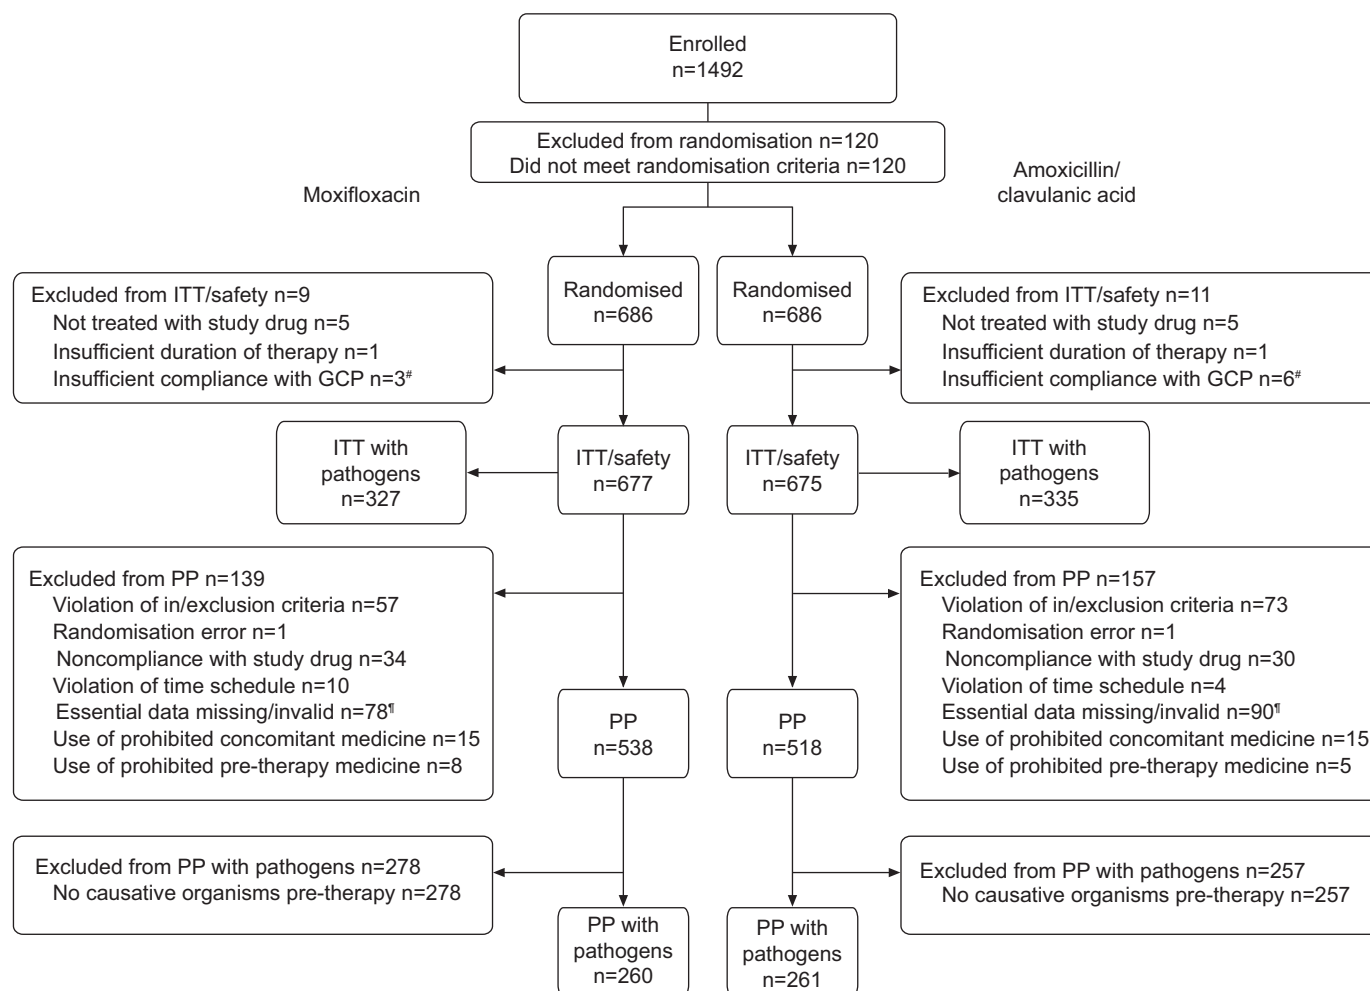 Enrolled
n=1492
Excluded from randomisation n=120
Did not meet randomisation criteria n=120
Moxifloxacin
Amoxicillin/
clavulanic acid
Randomised
n=686
Randomised
n=686
Excluded from ITT/safety n=9
Not treated with study drug n=5
Insufficient duration of therapy n=1
Insufficient compliance with GCP n=3#
Excluded from ITT/safety n=11
Not treated with study drug n=5
Insufficient duration of therapy n=1
Insufficient compliance with GCP n=6#
ITT with
pathogens
n=327
ITT/safety
n=677
ITT/safety
n=675
ITT with
pathogens
n=335
Excluded from PP n=139
Violation of in/exclusion criteria n=57
Randomisation error n=1
Noncompliance with study drug n=34
Violation of time schedule n=10
Essential data missing/invalid n=78¶
Use of prohibited concomitant medicine n=15
Use of prohibited pre-therapy medicine n=8
Excluded from PP n=157
Violation of in/exclusion criteria n=73
Randomisation error n=1
Noncompliance with study drug n=30
Violation of time schedule n=4
Essential data missing/invalid n=90¶
Use of prohibited concomitant medicine n=15
Use of prohibited pre-therapy medicine n=5
PP
n=538
PP
n=518
Excluded from PP with pathogens n=278
No causative organisms pre-therapy n=278
Excluded from PP with pathogens n=257
No causative organisms pre-therapy n=257
PP with
pathogens
n=260
PP with
pathogens
n=261